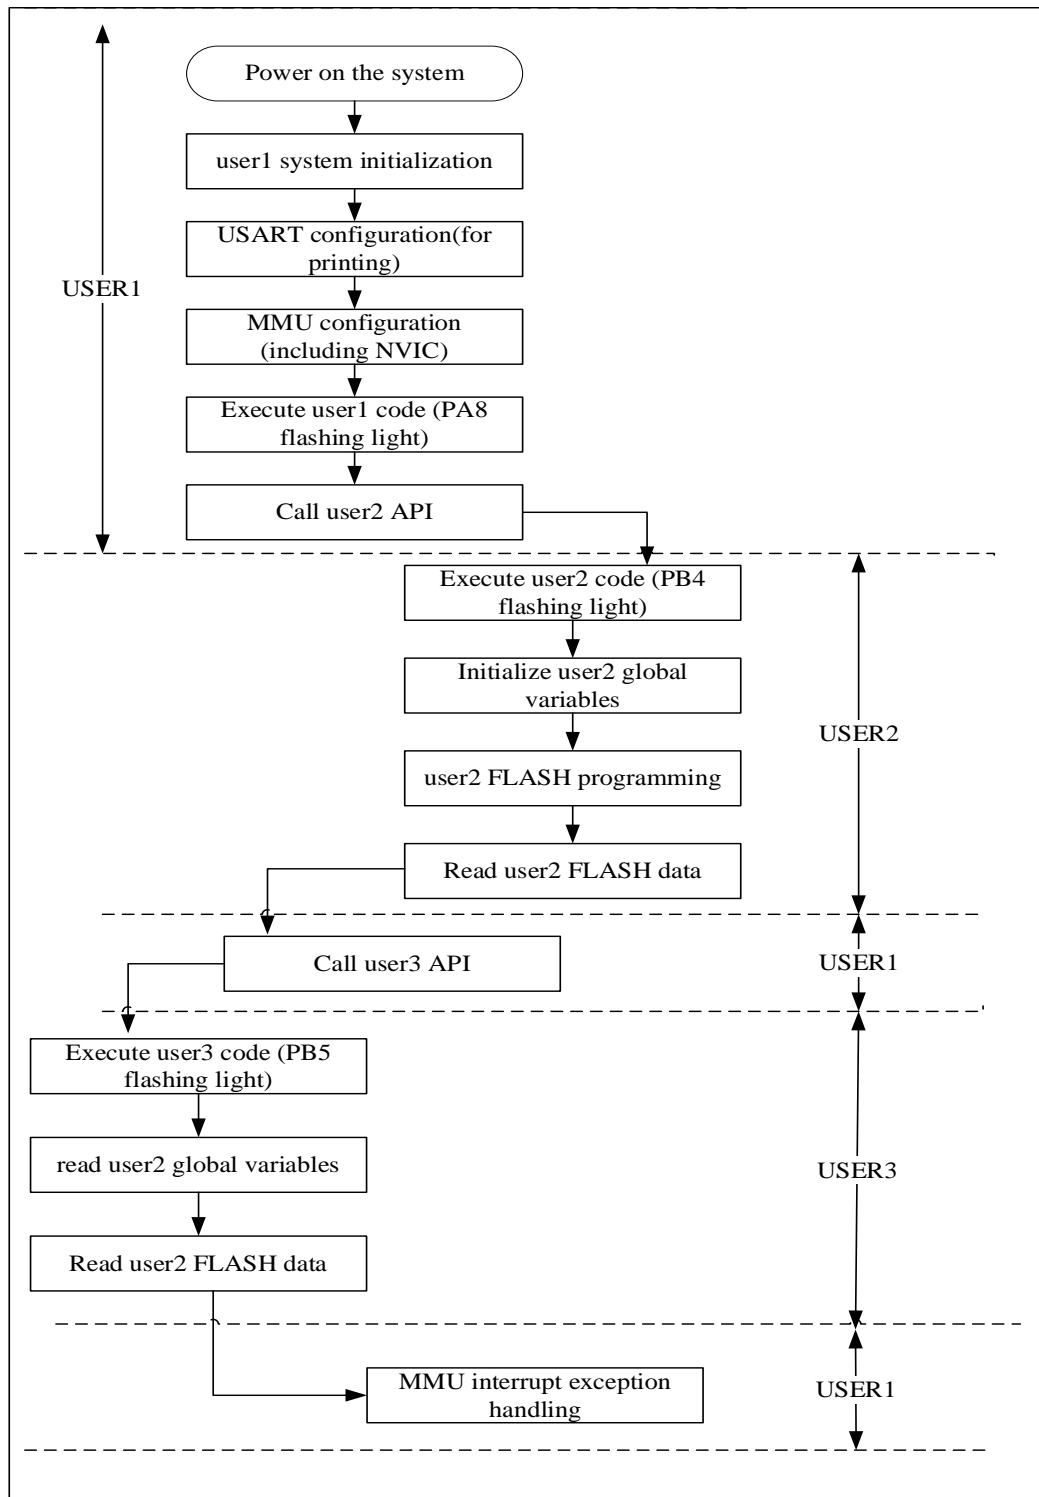 Power on the system
user1 system initialization
USART configuration(for
printing)
USER1
MMU configuration
(including NVIC)
Execute user1 code (PA8
flashing light)
Call user2 API
Execute user2 code (PB4
flashing light)
Initialize user2 global
variables
USER2
user2 FLASH programming
Read user2 FLASH data
Call user3 API
USER1
Execute user3 code (PB5
flashing light)
read user2 global variables
USER3
Read user2 FLASH data
MMU interrupt exception
handling
USER1